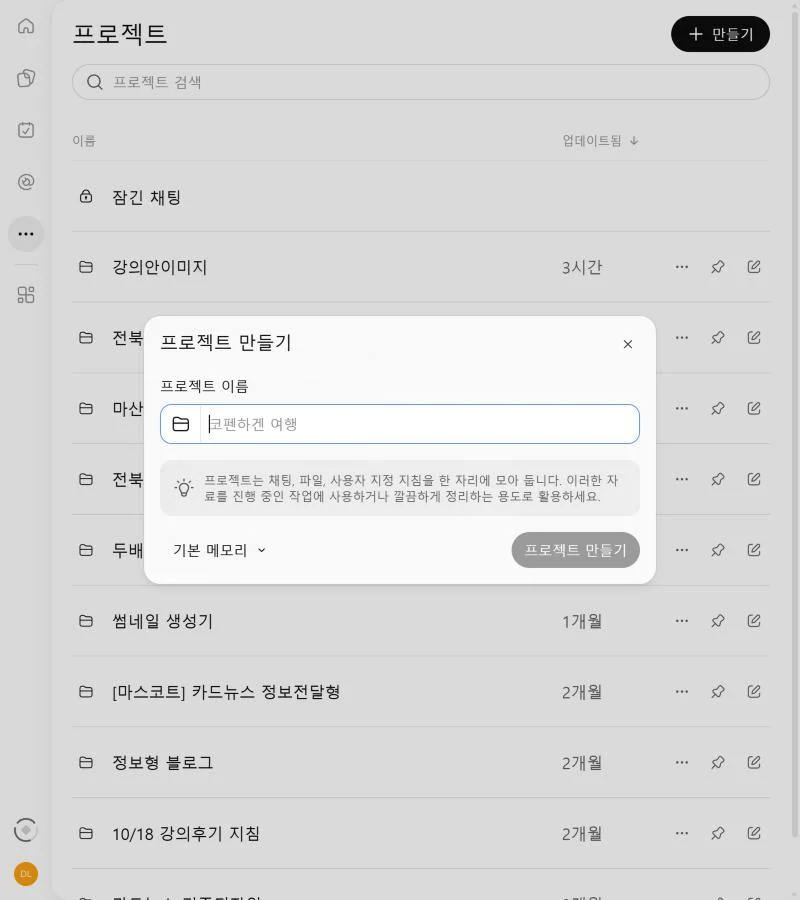 프로젝트
만들기
프로젝트 검색
이름
업데이트됨
잠긴 채팅
강의안이미지
3시간
전북
마산
전북
두배
프로젝트 만들기
프로젝트 이름
코펜하겐 여행
프로젝트는 채팅, 파일, 사용자 지정 지침을 한 자리에 모아 둡니다. 이러한 자
료를 진행 중인 작업에 사용하거나 깔끔하게 정리하는 용도로 활용하세요.
기본 메모리
프로젝트 만들기
썸네일 생성기
1개월
[마스코트] 카드뉴스 정보전달형
2개월
정보형 블로그
2개월
10/18 강의후기 지침
2개월
DL